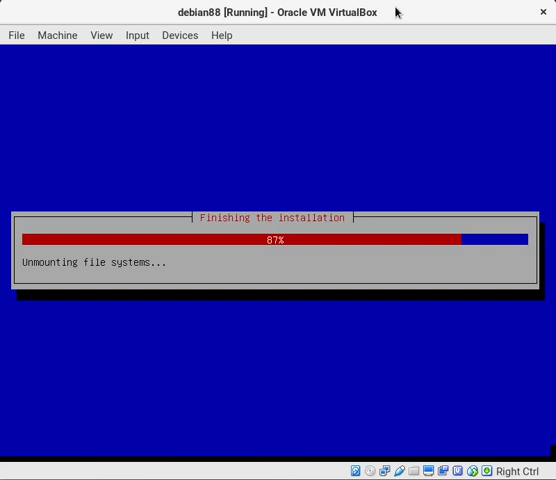 debian88 [Running] - Oracle VM VirtualBox
File Machine View Input Devices Help
Finishing the installation
87%
Unmounting file systems...
Right Ctrl